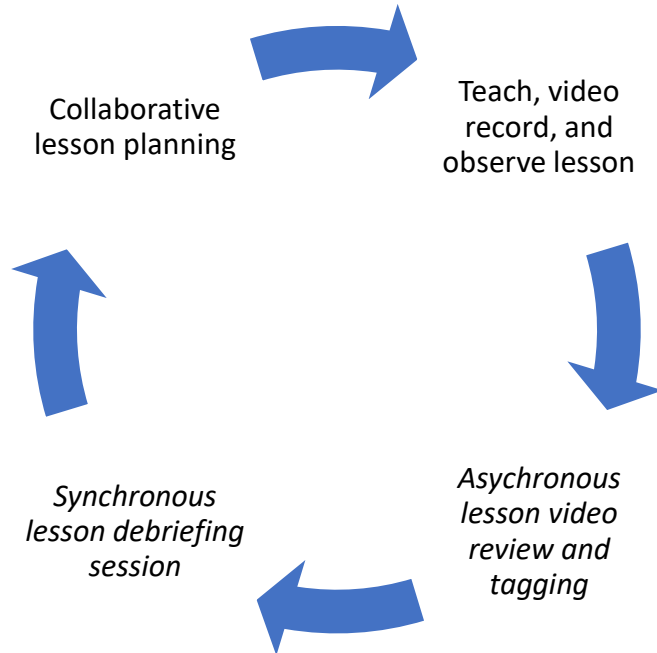 Collaborative
lesson planning
Teach, video
record, and
observe lesson
Asychronous
lesson video
review and
tagging
Synchronous
lesson debriefing
session